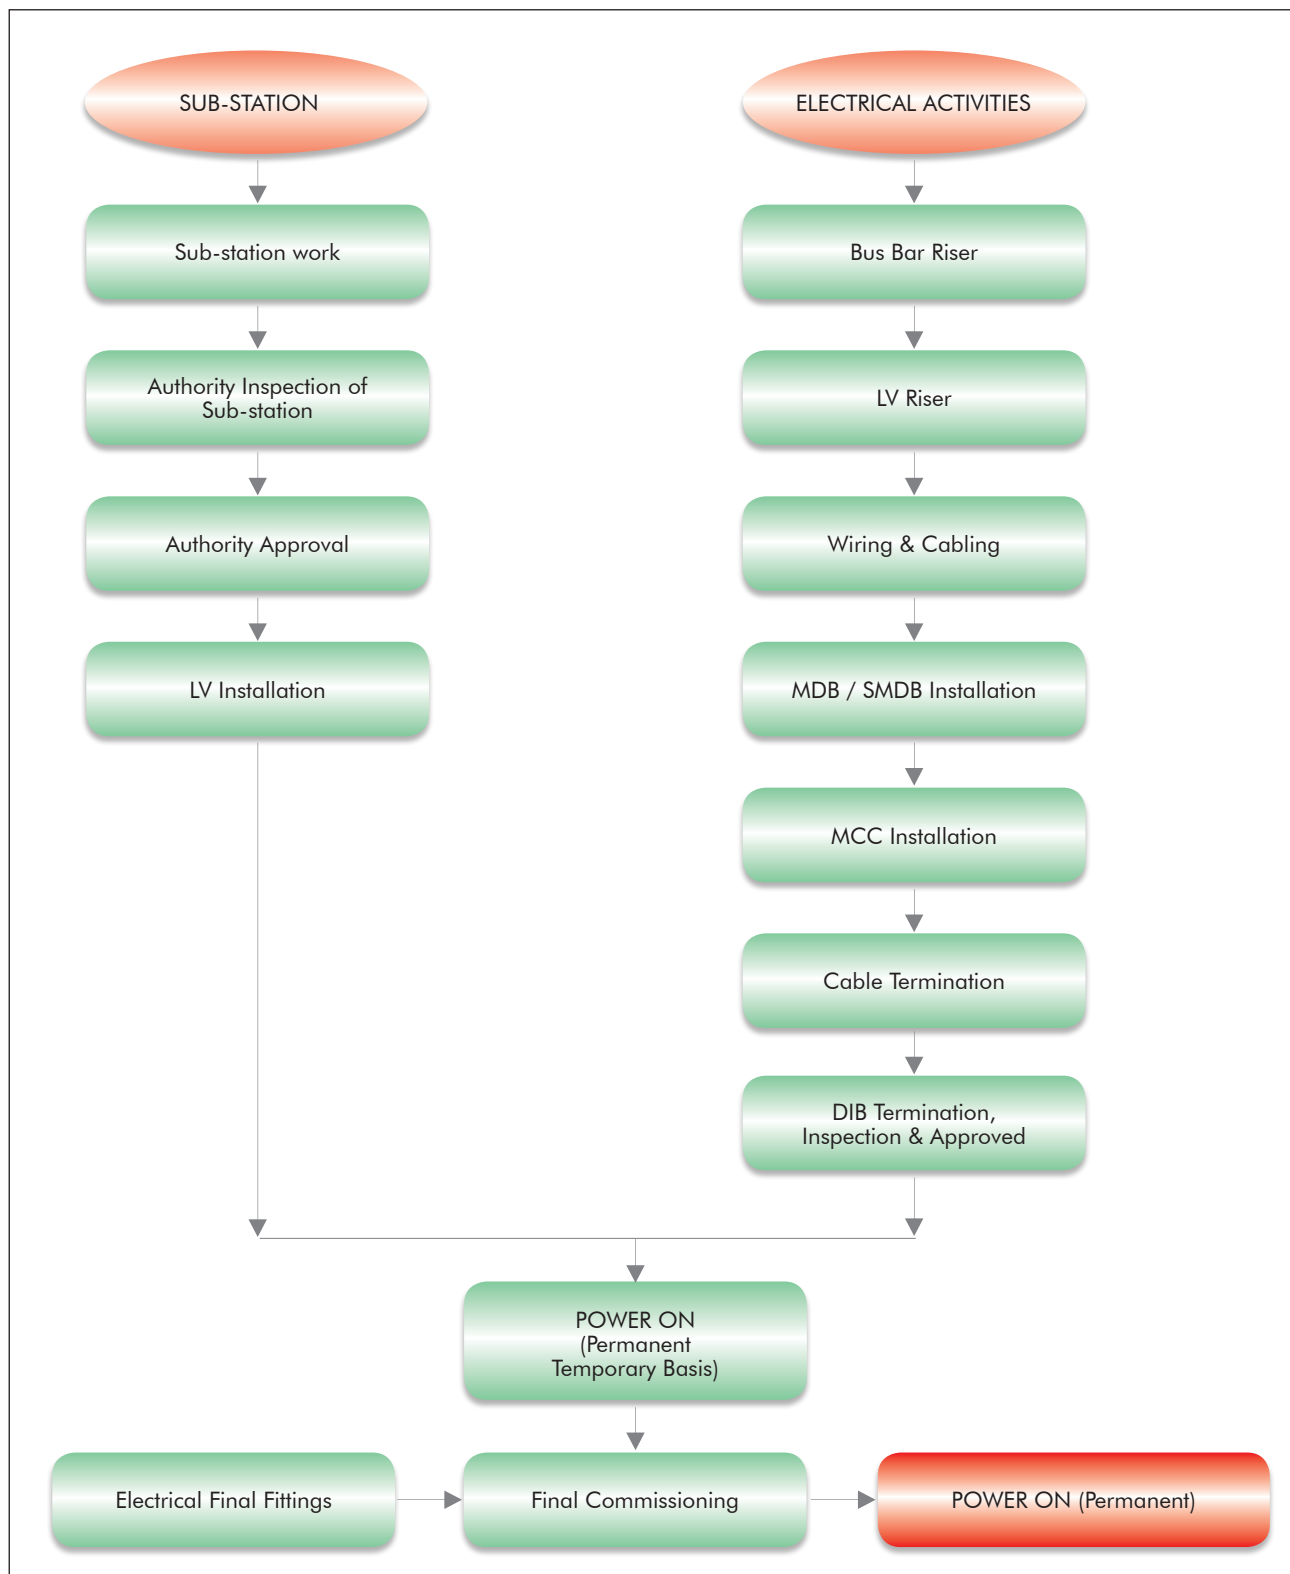 SUB-STATION
Sub-station work
Authority Inspection of
Sub-station
Authority Approval
LV Installation
ELECTRICAL ACTIVITIES
Bus Bar Riser
LV Riser
Wiring & Cabling
MDB / SMDB Installation
MCC Installation
Cable Termination
DIB Termination,
Inspection & Approved
POWER ON
(Permanent
Temporary Basis)
Electrical Final Fittings
Final Commissioning
POWER ON (Permanent)